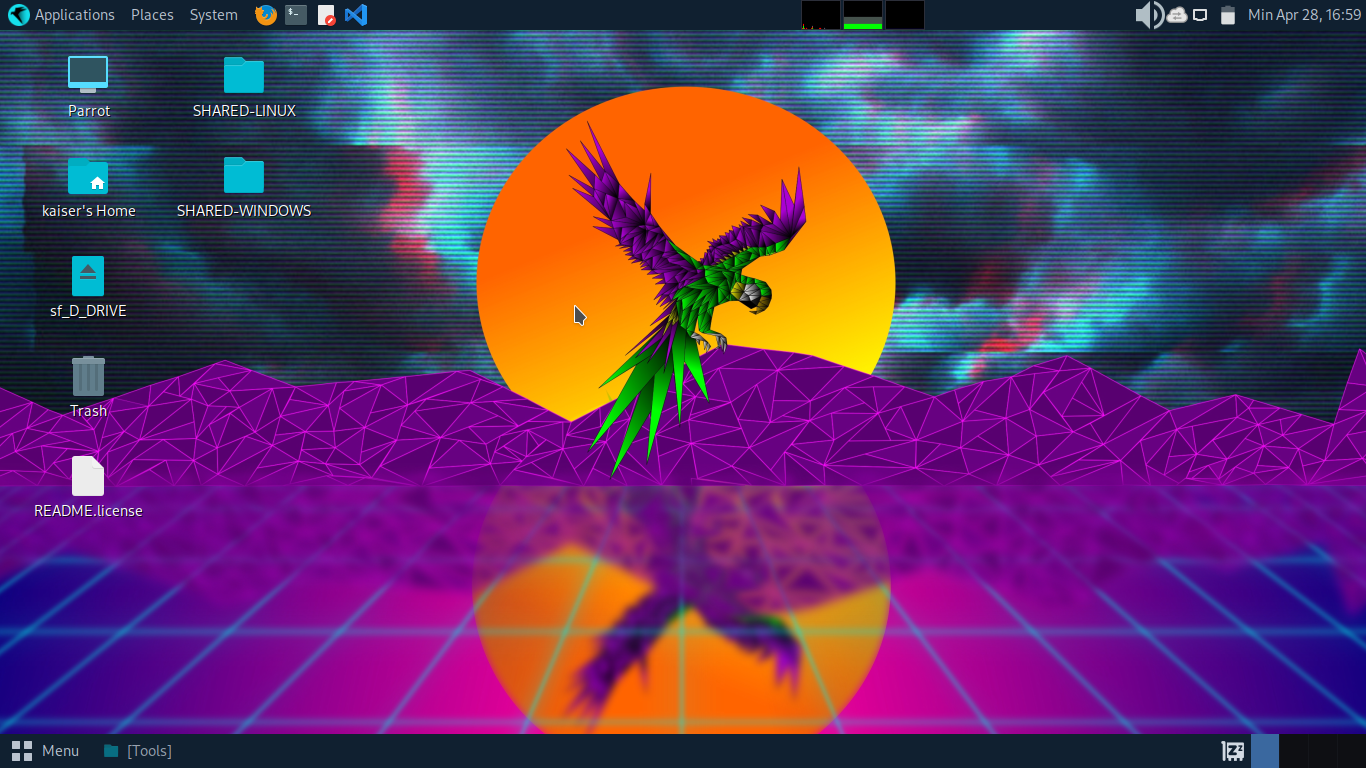 Applications Places System
Min Apr 28, 16:59
Parrot
SHARED-LINUX
kaiser's Home
SHARED-WINDOWS
sf_D_DRIVE
Trash
README.license
Menu [Tools]